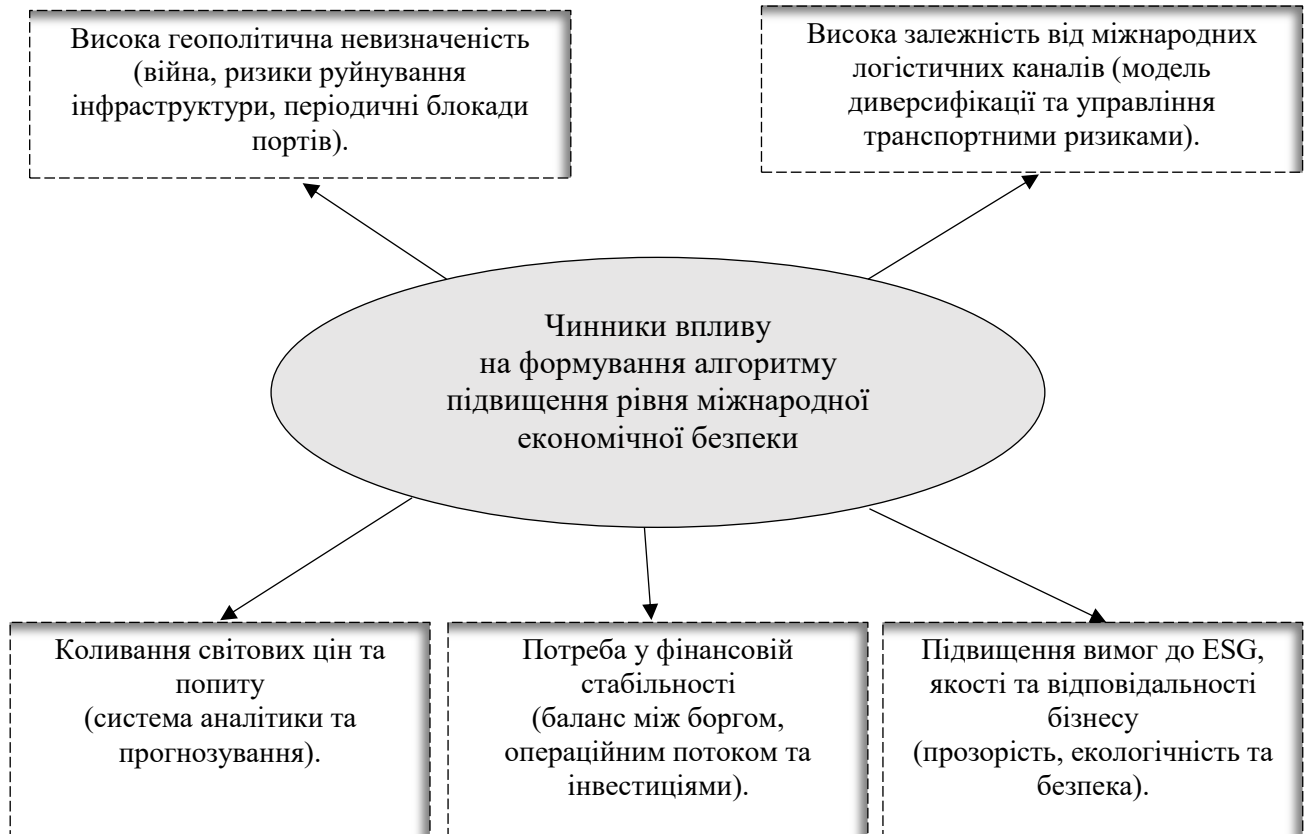 Висока геополітична невизначеність
(війна, ризики руйнування
інфраструктури, періодичні блокади
портів).
Висока залежність від міжнародних
логістичних каналів (модель
диверсифікації та управління
транспортними ризиками).
Чинники впливу
на формування алгоритму
підвищення рівня міжнародної
економічної безпеки
Коливання світових цін та
попиту
(система аналітики та
прогнозування).
Потреба у фінансовій
стабільності
(баланс між боргом,
операційним потоком та
інвестиціями).
Підвищення вимог до ESG,
якості та відповідальності
бізнесу
(прозорість, екологічність та
безпека).